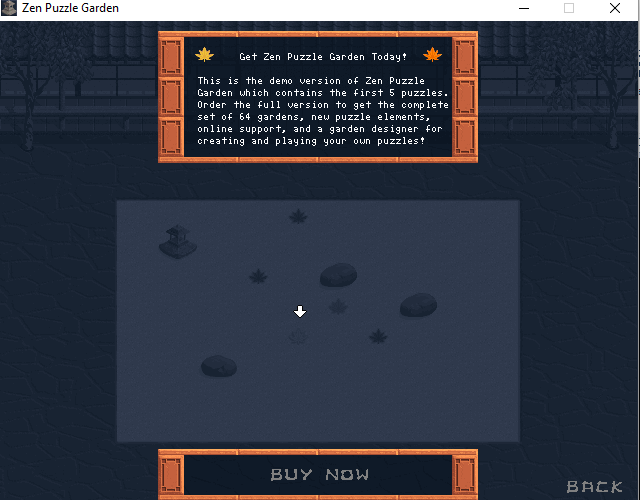 Zen Puzzle Garden
Get Zen Puzzle Garden Today!
This is the demo version of Zen Puzzle
Garden which contains the first 5 puzzles.
Order the full version to get the complete
set of 64 gardens, new puzzle elements,
online support, and a garden designer for
creating and playing your own puzzles!
BUY NOW
BACK